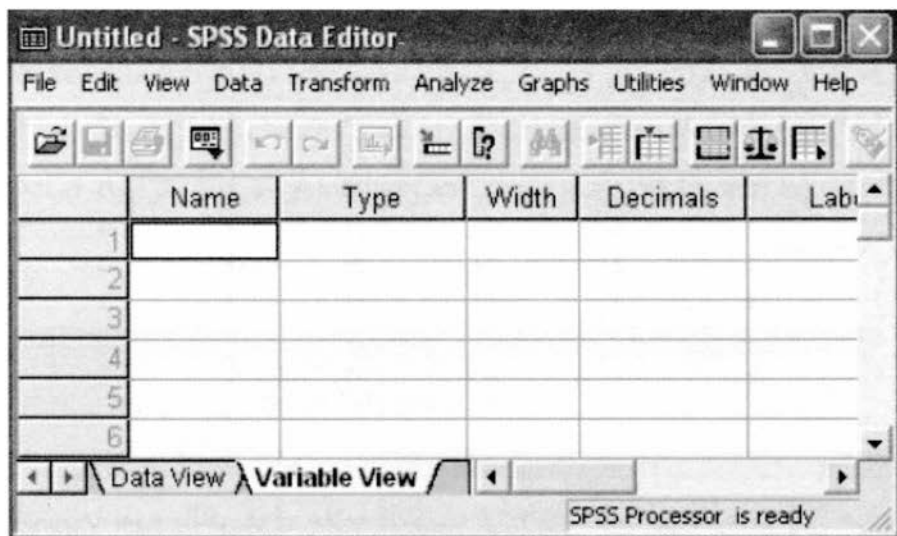 Untitled - SPSS Data Editor
File Edit View Data Transform Analyze Graphs Utilities Window Help
Name Type Width Decimals Labe
1
2
3
4
5
6
Data View Variable View
SPSS Processor is ready